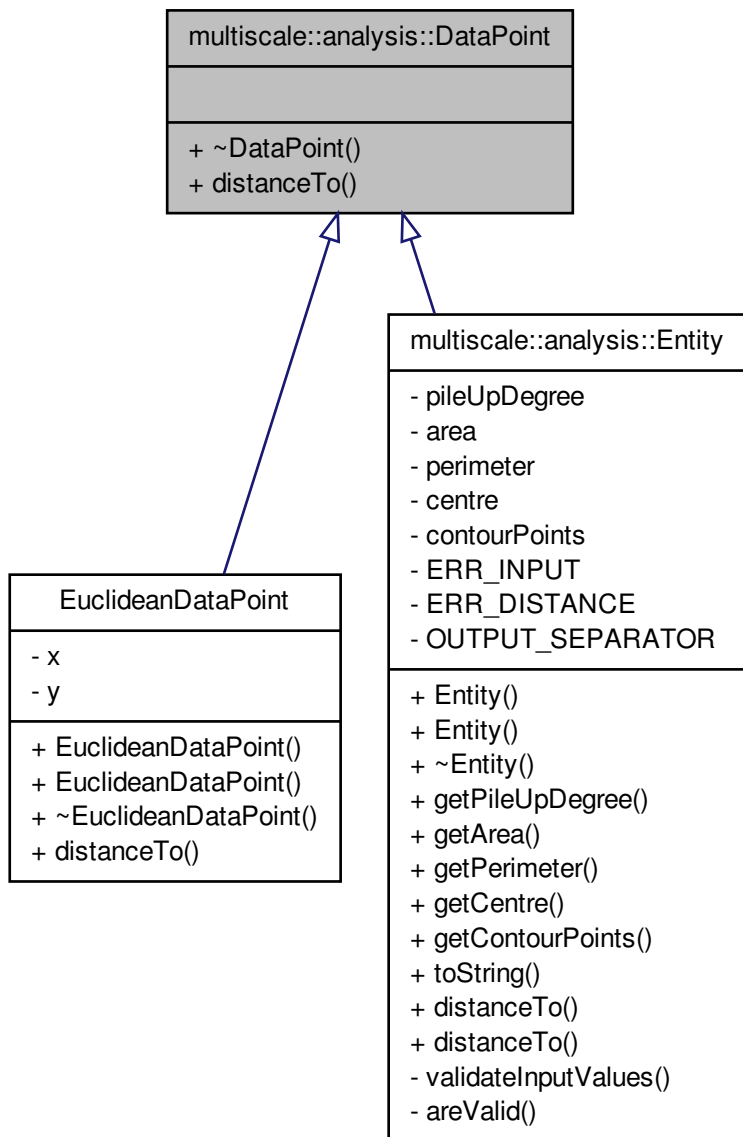 multiscale::analysis::DataPoint
+ ~DataPoint()
+ distanceTo()
multiscale::analysis::Entity
- pileUpDegree
- area
- perimeter
- centre
- contourPoints
- ERR_INPUT
- ERR_DISTANCE
- OUTPUT_SEPARATOR
+ Entity()
+ Entity()
+ ~Entity()
+ getPileUpDegree()
+ getArea()
+ getPerimeter()
+ getCentre()
+ getContourPoints()
+ toString()
+ distanceTo()
+ distanceTo()
- validateInputValues()
- areValid()
EuclideanDataPoint
- x
- y
+ EuclideanDataPoint()
+ EuclideanDataPoint()
+ ~EuclideanDataPoint()
+ distanceTo()